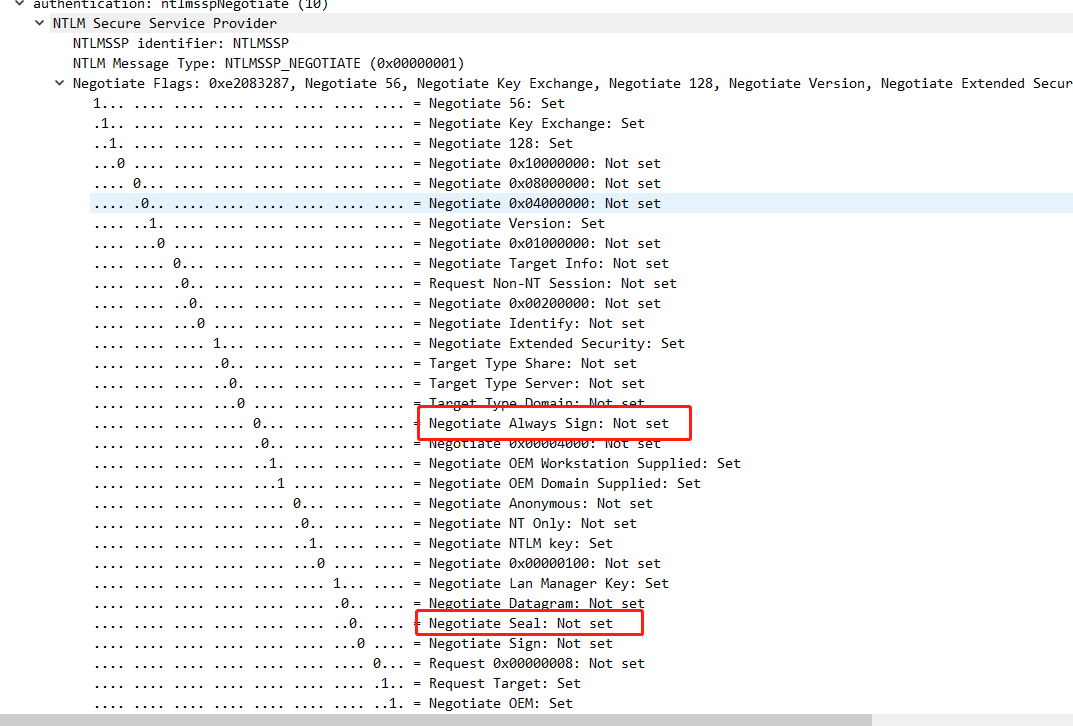 authentication: ntlmsspNegotiate (10)
NTLM Secure Service Provider
NTLMSSP identifier: NTLMSSP
NTLM Message Type: NTLMSSP_NEGOTIATE (0x00000001)
Negotiate Flags: 0xe2083287, Negotiate 56, Negotiate Key Exchange, Negotiate 128, Negotiate Version, Negotiate Extended Secur
1... .... .... .... .... .... .... .... = Negotiate 56: Set
.1.. .... .... .... .... .... .... .... = Negotiate Key Exchange: Set
..1. .... .... .... .... .... .... .... = Negotiate 128: Set
...0 .... .... .... .... .... .... .... = Negotiate 0x10000000: Not set
.... 0... .... .... .... .... .... .... = Negotiate 0x08000000: Not set
.... .0.. .... .... .... .... .... .... = Negotiate 0x04000000: Not set
.... ..1. .... .... .... .... .... .... = Negotiate Version: Set
.... ...0 .... .... .... .... .... .... = Negotiate 0x01000000: Not set
.... .... 0... .... .... .... .... .... = Negotiate Target Info: Not set
.... .... .0.. .... .... .... .... .... = Request Non-NT Session: Not set
.... .... ..0. .... .... .... .... .... = Negotiate 0x00200000: Not set
.... .... ...0 .... .... .... .... .... = Negotiate Identify: Not set
.... .... .... 1... .... .... .... .... = Negotiate Extended Security: Set
.... .... .... .0.. .... .... .... .... = Target Type Share: Not set
.... .... .... ..0. .... .... .... .... = Target Type Server: Not set
.... .... .... ...0 .... .... .... .... = Target Type Domain: Not set
.... .... .... .... 0... .... .... .... = Negotiate Always Sign: Not set
.... .... .... .... .0.. .... .... .... = Negotiate 0x00004000: Not set
.... .... .... .... ..1. .... .... .... = Negotiate OEM Workstation Supplied: Set
.... .... .... .... ...1 .... .... .... = Negotiate OEM Domain Supplied: Set
.... .... .... .... .... 0... .... .... = Negotiate Anonymous: Not set
.... .... .... .... .... .0.. .... .... = Negotiate NT Only: Not set
.... .... .... .... .... ..1. .... .... = Negotiate NTLM key: Set
.... .... .... .... .... ...0 .... .... = Negotiate 0x00000100: Not set
.... .... .... .... .... .... 1... .... = Negotiate Lan Manager Key: Set
.... .... .... .... .... .... .0.. .... = Negotiate Datagram: Not set
.... .... .... .... .... .... ..0. .... = Negotiate Seal: Not set
.... .... .... .... .... .... ...0 .... = Negotiate Sign: Not set
.... .... .... .... .... .... .... 0... = Request 0x00000008: Not set
.... .... .... .... .... .... .... .1.. = Request Target: Set
.... .... .... .... .... .... .... ..1. = Negotiate OEM: Set